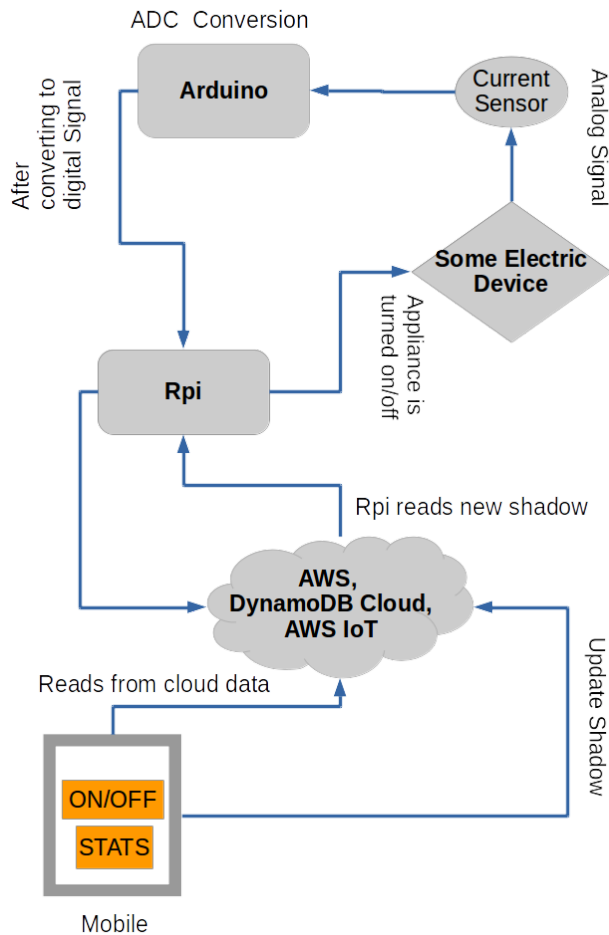 ADC Conversion
Arduino
Current
Sensor
Analog Signal
After
converting to
digital Signal
Some Electric
Device
Appliance is
turned on/off
Rpi
Rpi reads new shadow
AWS,
DynamoDB Cloud,
AWS IoT
Reads from cloud data
Update Shadow
ON/OFF
STATS
Mobile